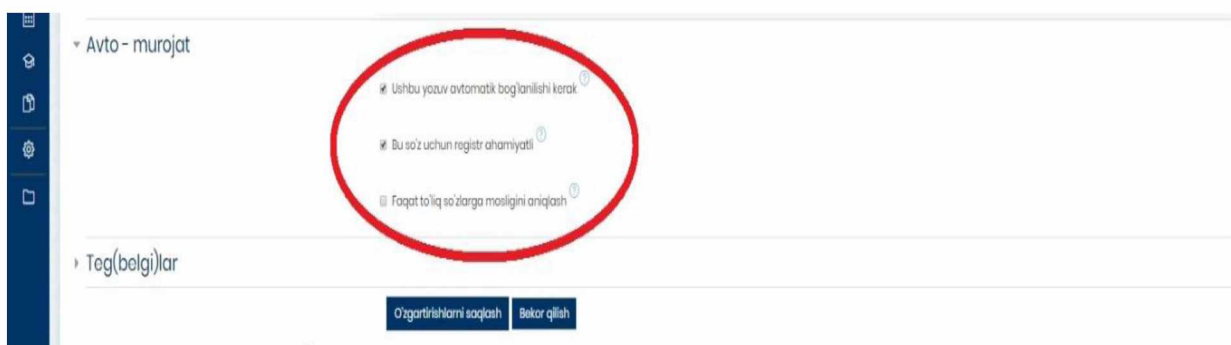 Avto - murojat
Ushbu yozuv avtomatik bog'lanilishi kerak
Bu so'z uchun registr ahamiyatli
Faqat to'liq so'zlarga mosligini aniqlash
Teg(belgi)lar
O'zgartirishlarni saqlash Bekor qilish